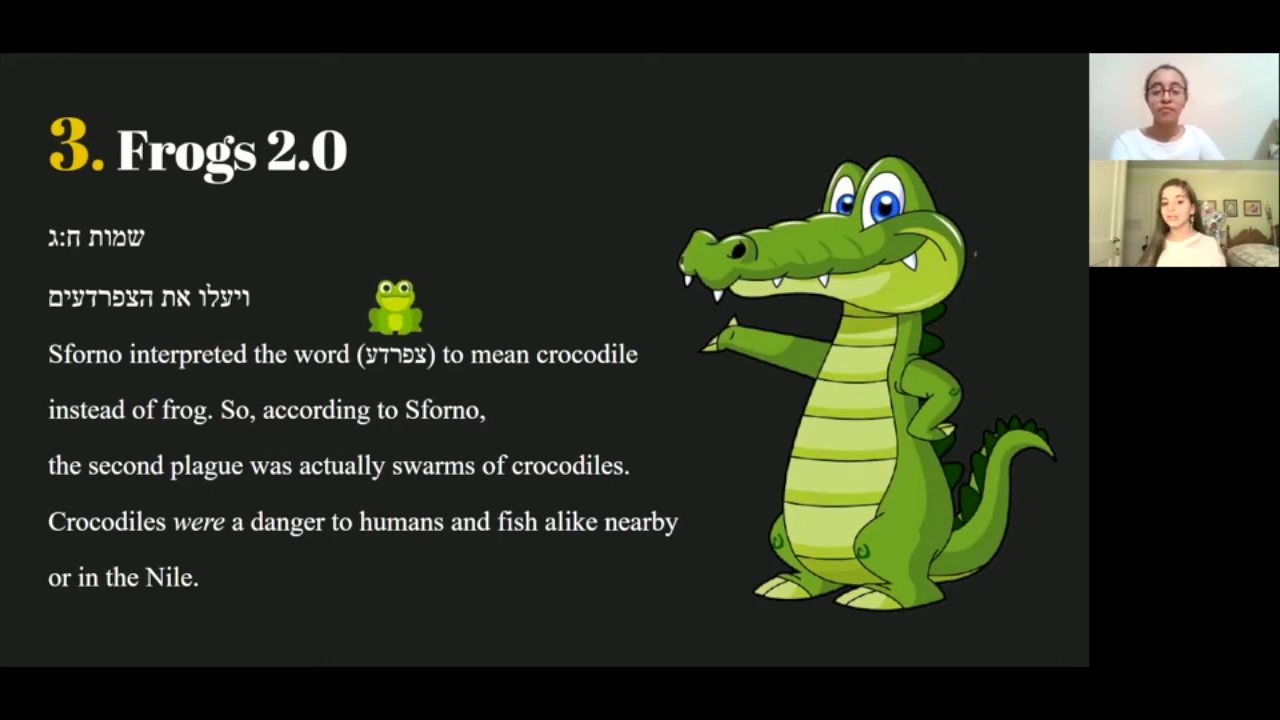 3. Frogs 2.0
שמות ח:ג
ויעלו את הצפרדעים
Sforno interpreted the word (צפרדע) to mean crocodile
instead of frog. So, according to Sforno,
the second plague was actually swarms of crocodiles.
Crocodiles were a danger to humans and fish alike nearby
or in the Nile.